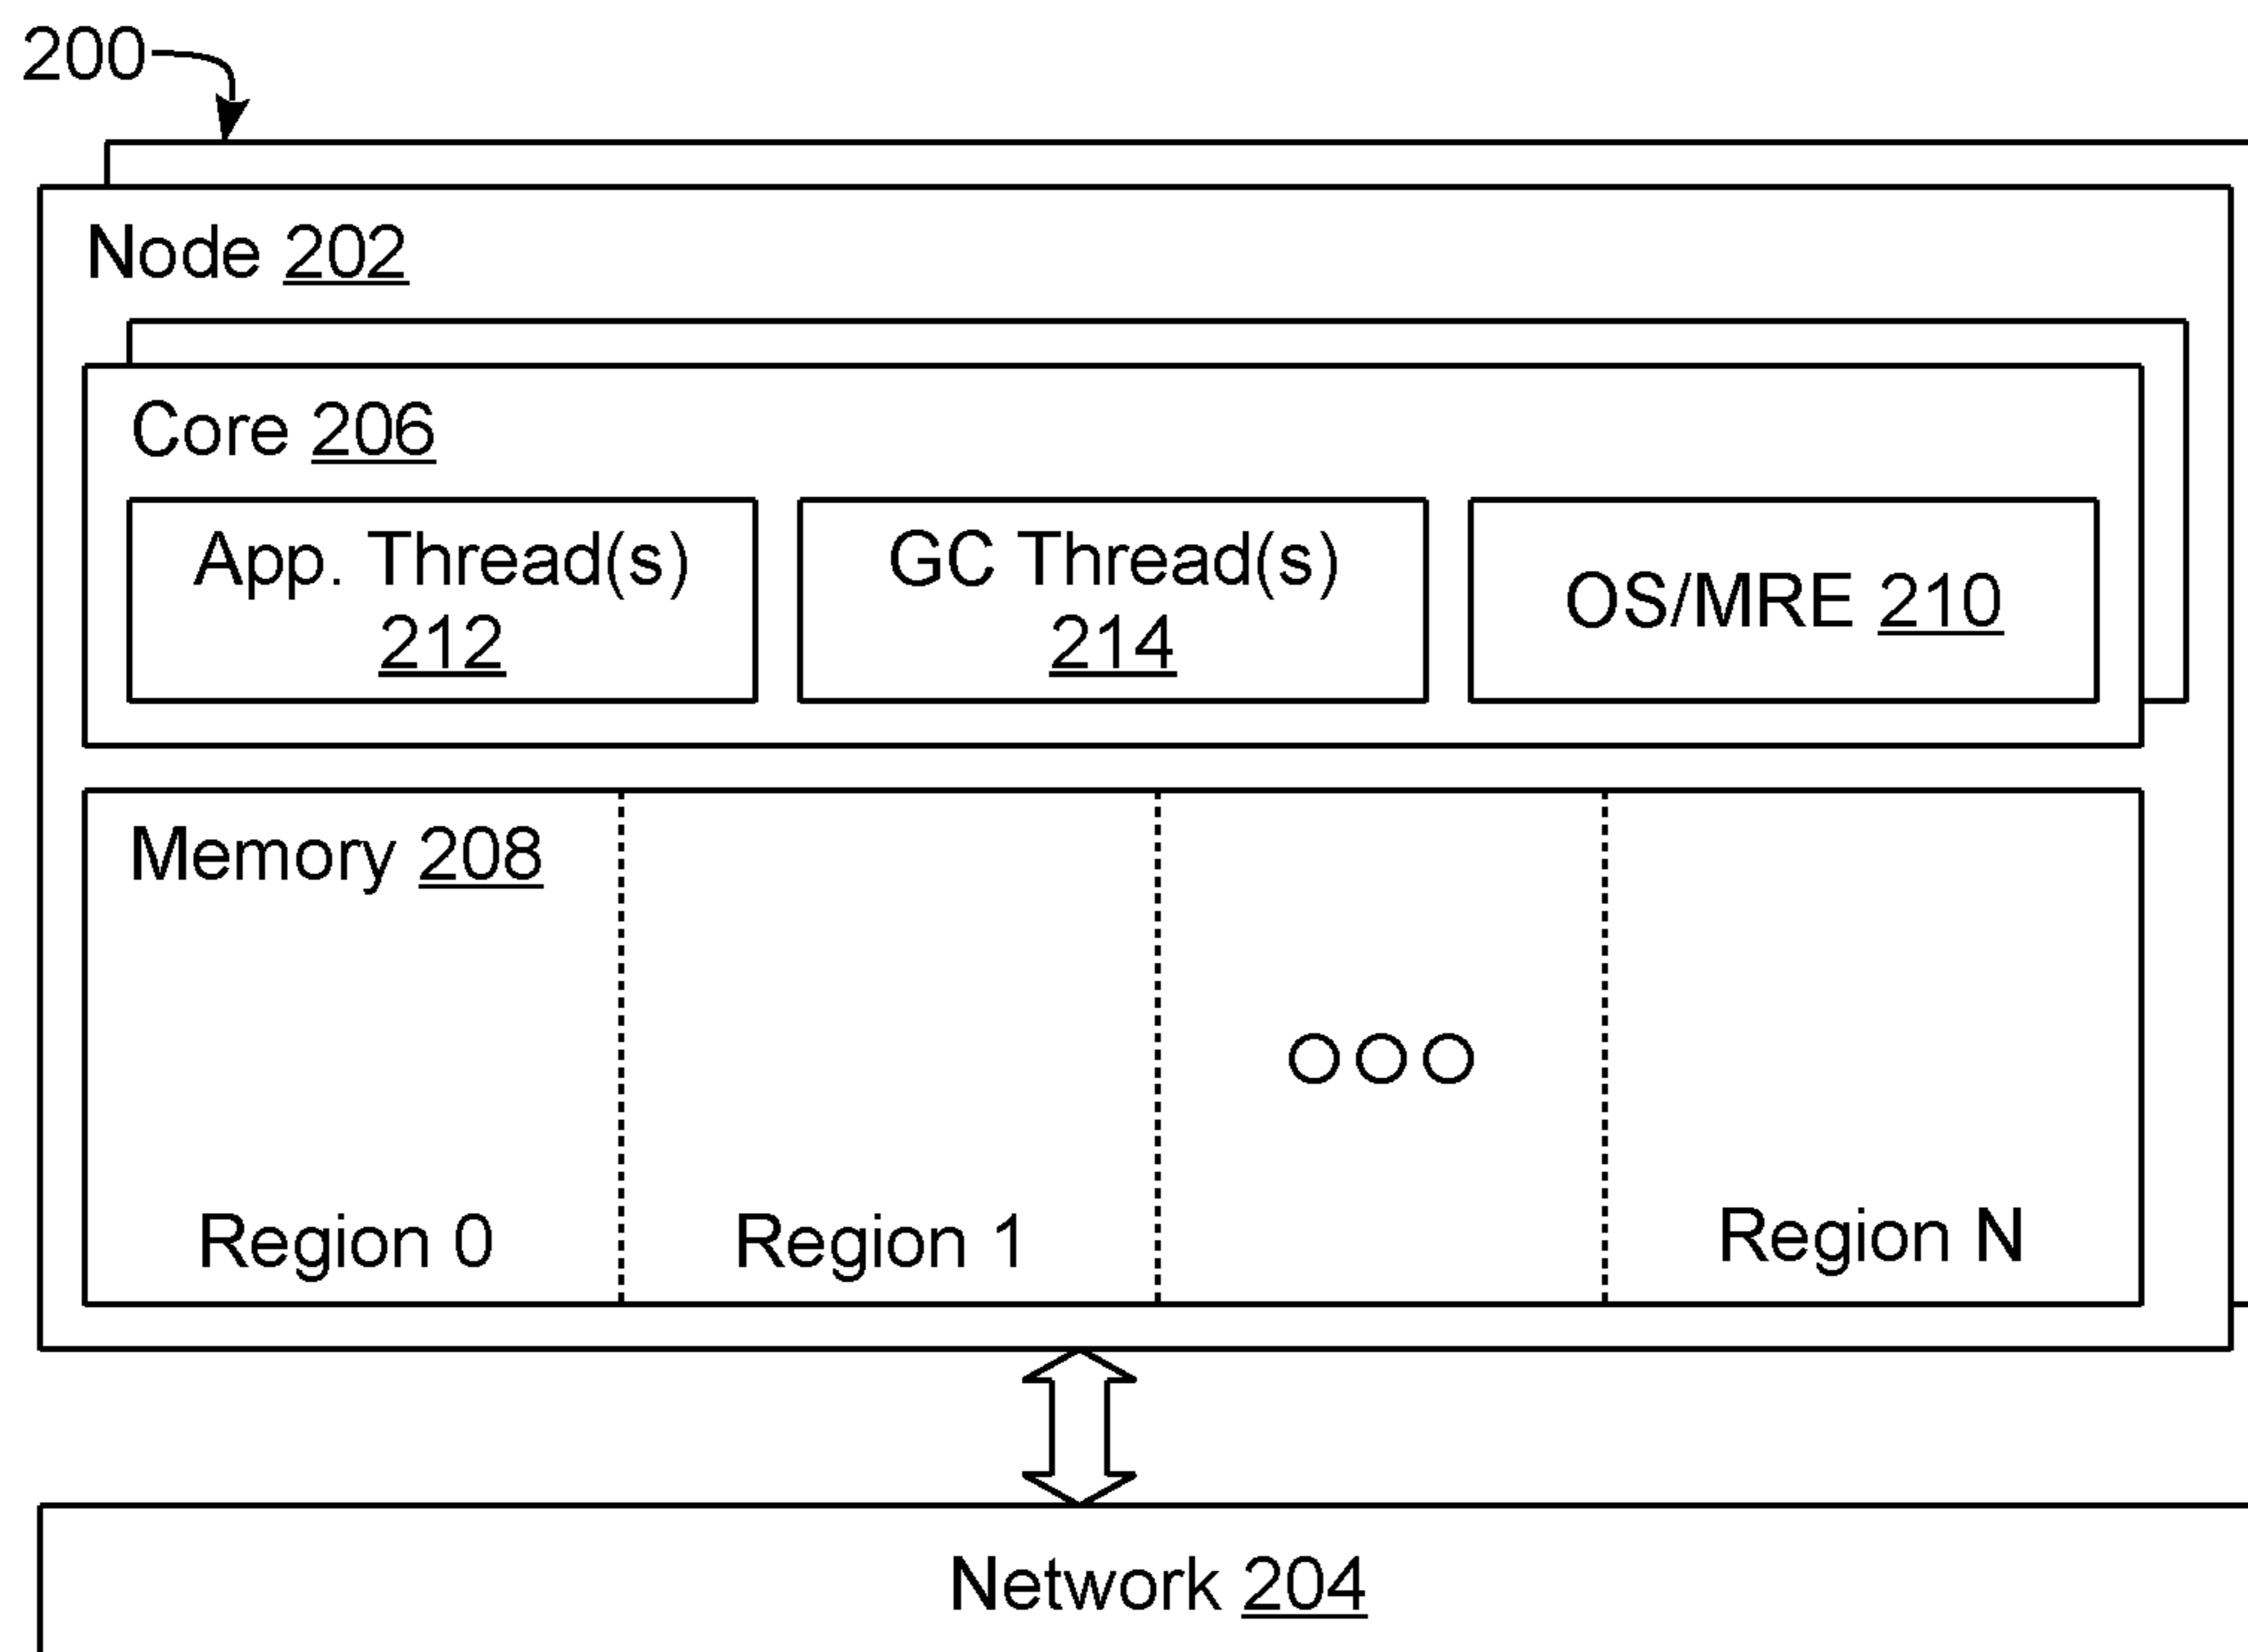 200
Node 202
Core 206
App. Thread(s)
212
GC Thread(s)
214
OS/MRE 210
Memory 208
Region 0
Region 1
Region N
Network 204